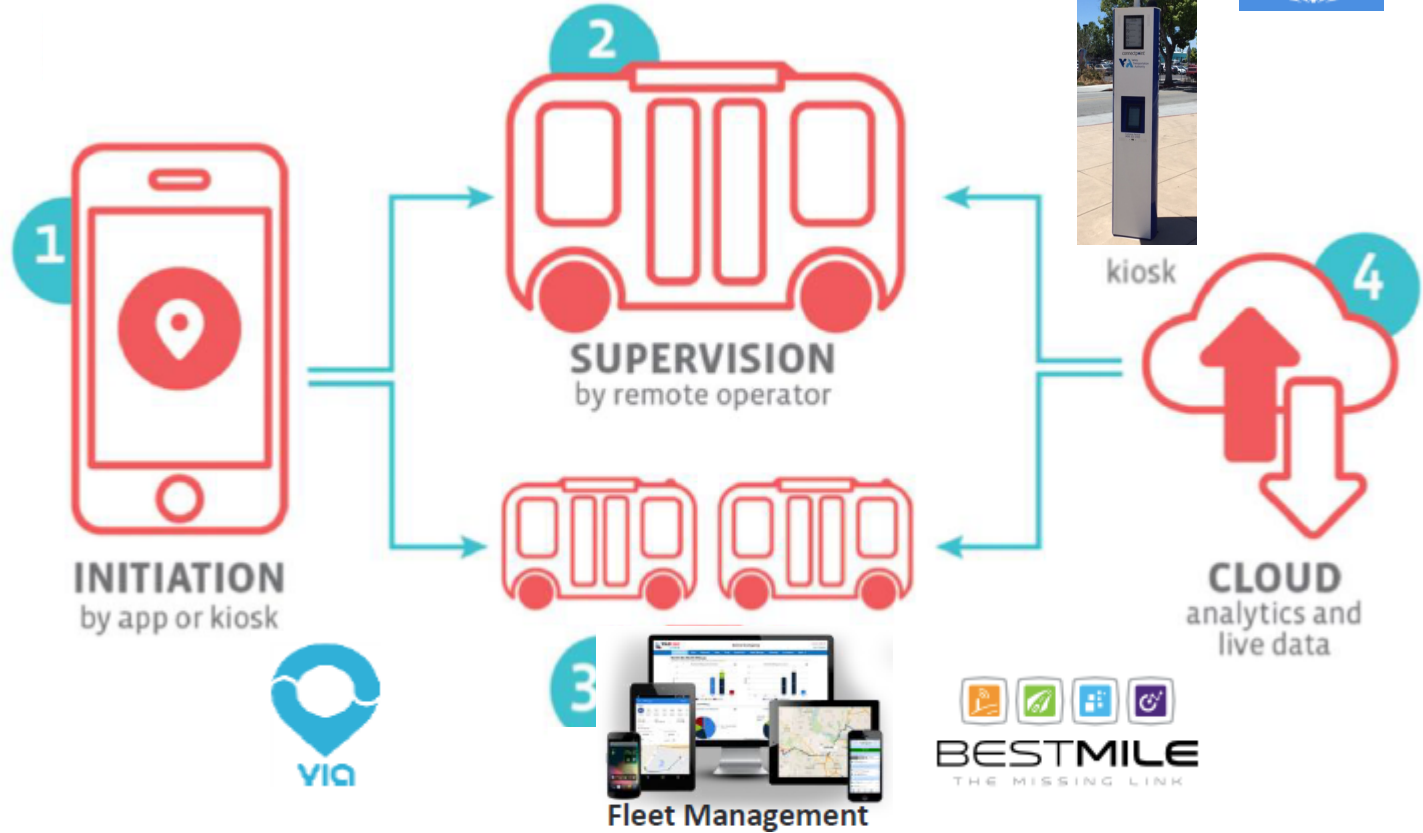 2
1
kiosk
4
SUPERVISION
by remote operator
INITIATION
by app or kiosk
CLOUD
analytics and
live data
3
VIA
BESTMILE
THE MISSING LINK
Fleet Management